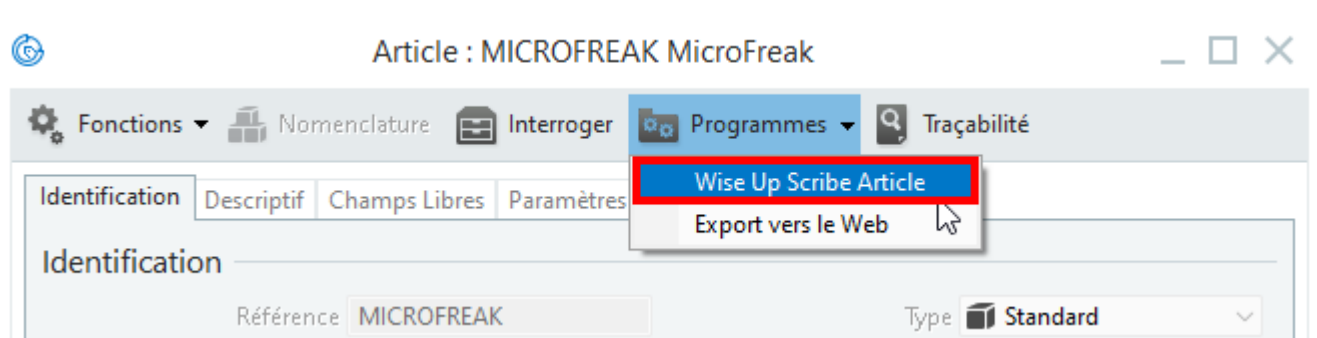 Article : MICROFREAK MicroFreak
Fonctions Nomenclature Interroger Programmes Traçabilité
Identification Descriptif Champs Libres Paramètres
Wise Up Scribe Article
Export vers le Web
Identification
Référence MICROFREAK Type Standard